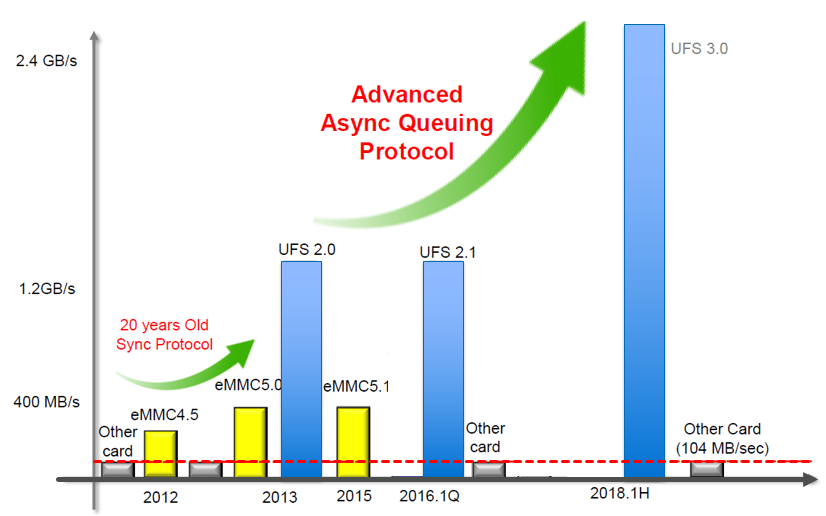 2.4 GB/s
UFS 3.0
Advanced
Async Queuing
Protocol
UFS 2.0
UFS 2.1
1.2GB/s
20 years Old
Sync Protocol
400 MB/s
eMMC4.5
eMMC5.0
eMMC5.1
Other
card
Other
card
Other Card
(104 MB/sec)
2012
2013
2015
2016.1Q
2018.1H